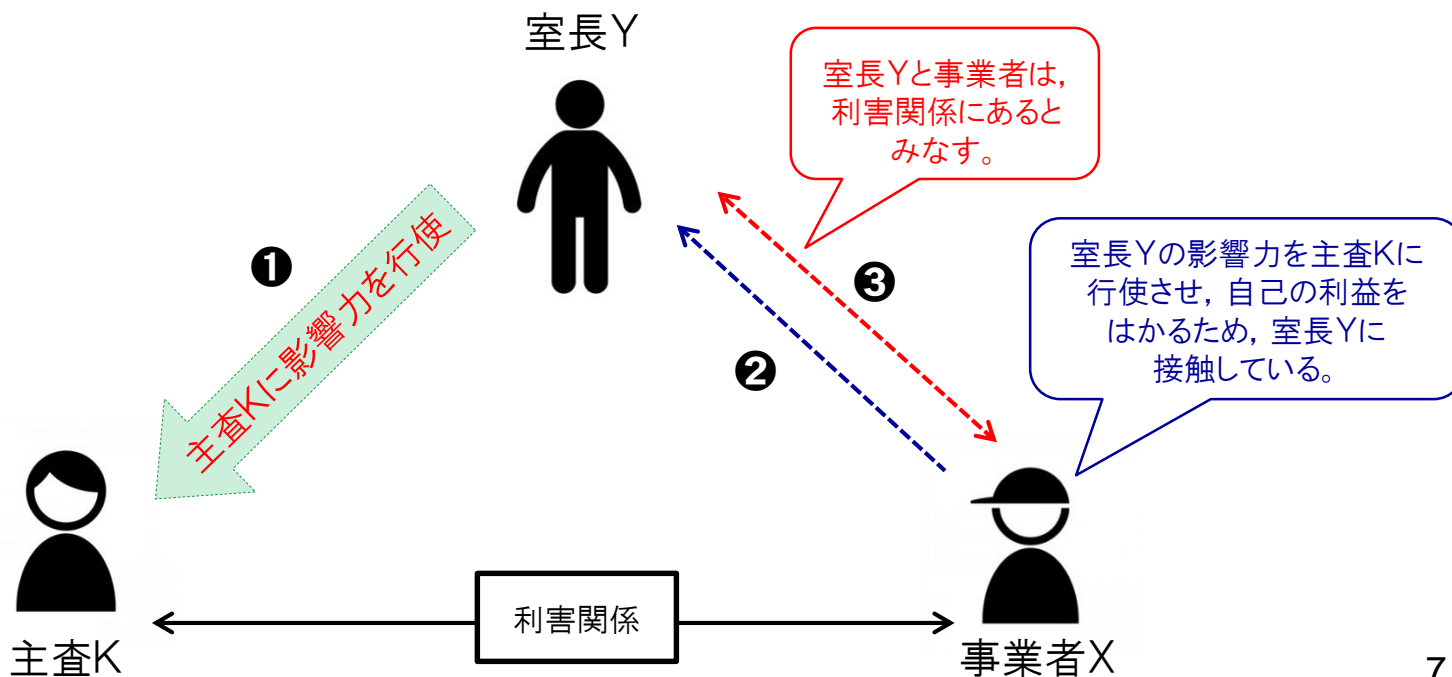 室長Y
室長Yと事業者は，
利害関係にあると
みなす。
❶
主査Kに影響力を行使
❸
室長Yの影響力を主査Kに
行使させ，自己の利益を
はかるため，室長Yに
接触している。
❷
利害関係
主査K
事業者X
7